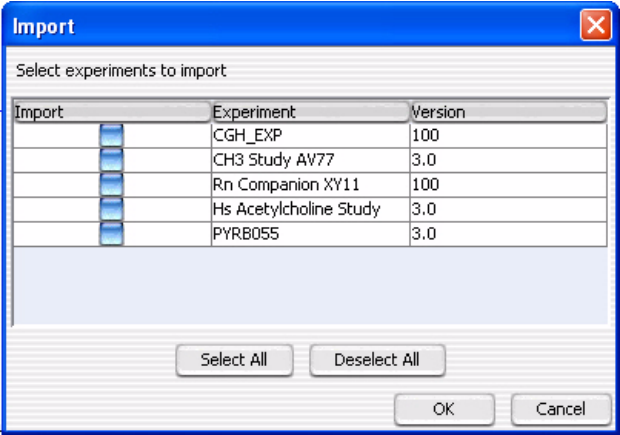 Import
Select experiments to import
Import Experiment Version
CGH_EXP 100
CH3 Study AV77 3.0
Rn Companion XY11 100
Hs Acetylcholine Study 3.0
PYRB055 3.0
Select All Deselect All
OK Cancel